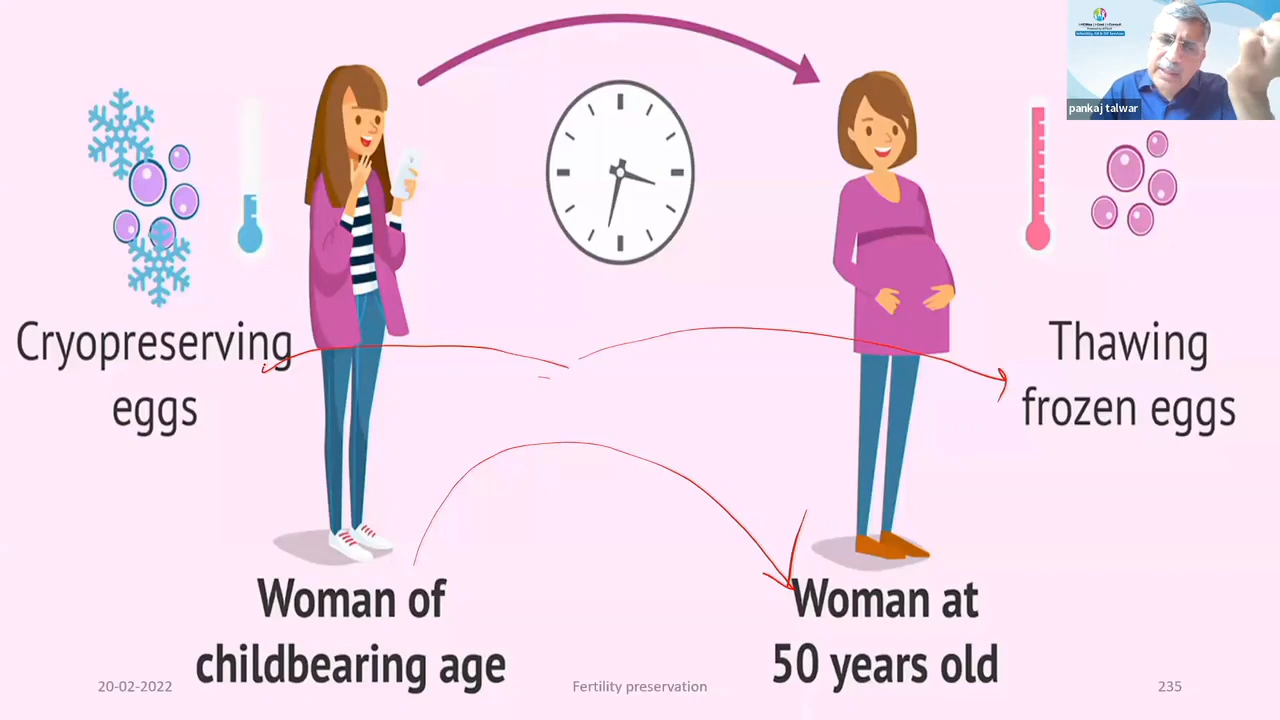 pankaj talwar
Cryopreserving
eggs
Thawing
frozen eggs
Woman of
childbearing age
Woman at
50 years old
20-02-2022
Fertility preservation
235